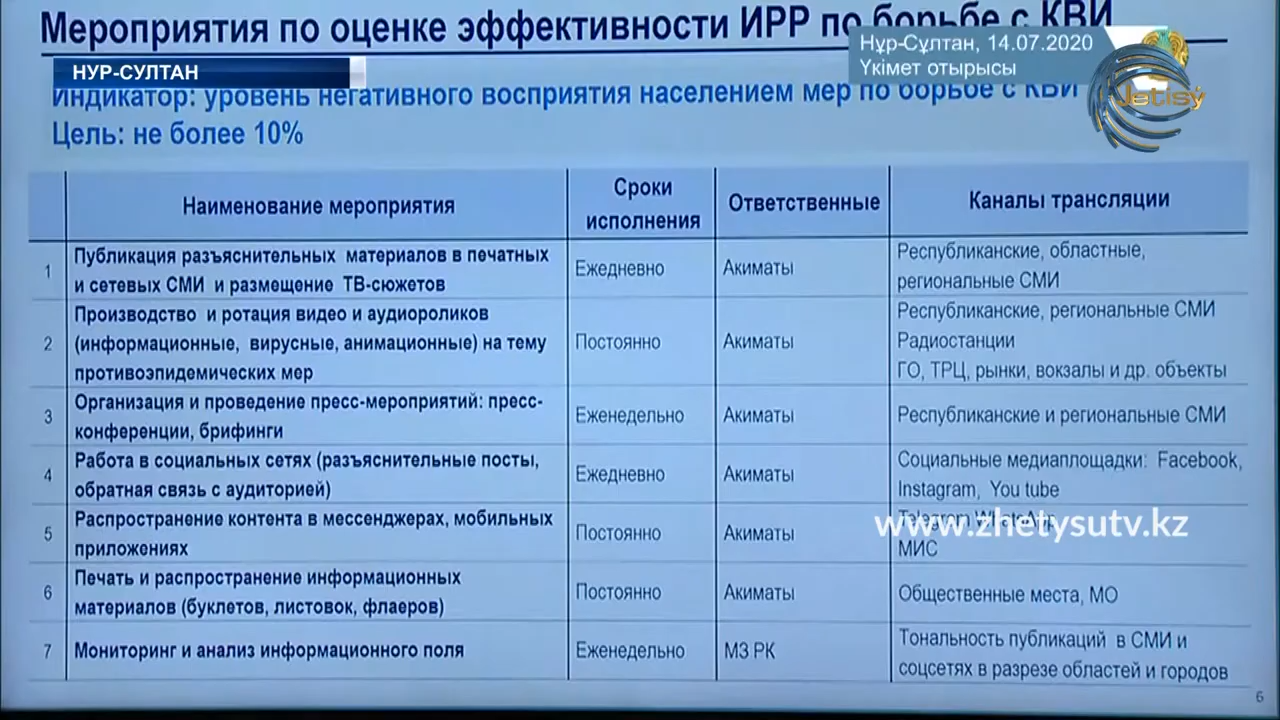 Мероприятия по оценке эффективности ИРР по борьбе с КВИ
Нұр-Сұлтан, 14.07.2020
Үкімет отырысы
НУР-СУЛТАН
Jetisý
Индикатор: уровень негативного восприятия населением мер по борьбе с КВИ
Цель: не более 10%
Наименование мероприятия
Сроки
исполнения
Ответственные
Каналы трансляции
1
Публикация разъяснительных материалов в печатных
и сетевых СМИ и размещение ТВ-сюжетов
Ежедневно
Акиматы
Республиканские, областные,
региональные СМИ
2
Производство и ротация видео и аудиороликов
(информационные, вирусные, анимационные) на тему
противоэпидемических мер
Постоянно
Акиматы
Республиканские, региональные СМИ
Радиостанции
ГО, ТРЦ, рынки, вокзалы и др. объекты
3
Организация и проведение пресс-мероприятий: пресс-
конференции, брифинги
Еженедельно
Акиматы
Республиканские и региональные СМИ
4
Работа в социальных сетях (разъяснительные посты,
обратная связь с аудиторией)
Ежедневно
Акиматы
Социальные медиаплощадки: Facebook,
Instagram, You tube
5
Распространение контента в мессенджерах, мобильных
приложениях
Постоянно
Акиматы
Telegram, WhatsApp
www.zhetysutv.kz
МИС
6
Печать и распространение информационных
материалов (буклетов, листовок, флаеров)
Постоянно
Акиматы
Общественные места, МО
7
Мониторинг и анализ информационного поля
Еженедельно
МЗ РК
Тональность публикаций в СМИ и
соцсетях в разрезе областей и городов
6